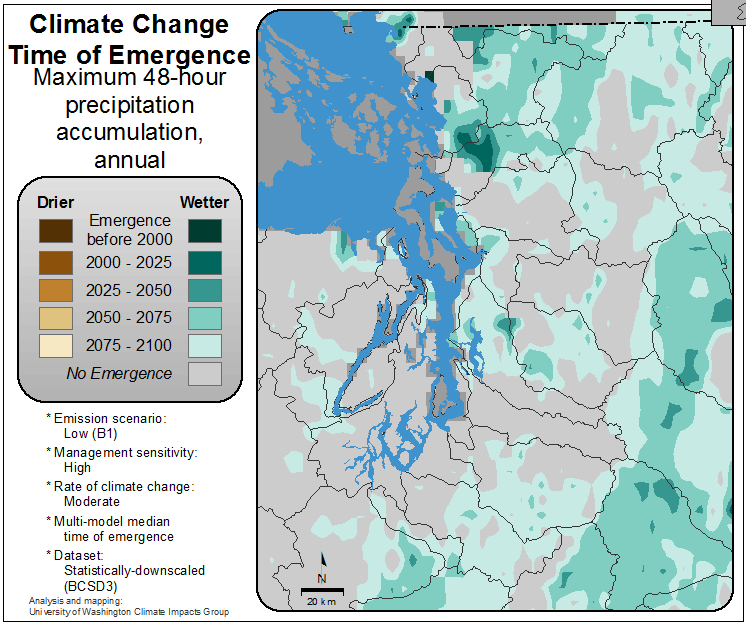 Climate Change
Time of Emergence
Maximum 48-hour
precipitation
accumulation,
annual
Drier Wetter
Emergence
before 2000
2000 - 2025
2025 - 2050
2050 - 2075
2075 - 2100
No Emergence
* Emission scenario:
Low (B1)
* Management sensitivity:
High
* Rate of climate change:
Moderate
* Multi-model median
time of emergence
* Dataset:
Statistically-downscaled
(BCSD3)
Analysis and mapping:
University of Washington Climate Impacts Group
N
20 km